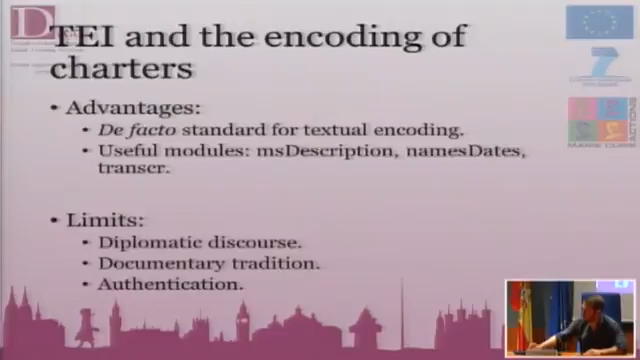 TEI and the encoding of
charters
• Advantages:
• De facto standard for textual encoding.
• Useful modules: msDescription, namesDates,
transcr.
• Limits:
• Diplomatic discourse.
• Documentary tradition.
• Authentication.